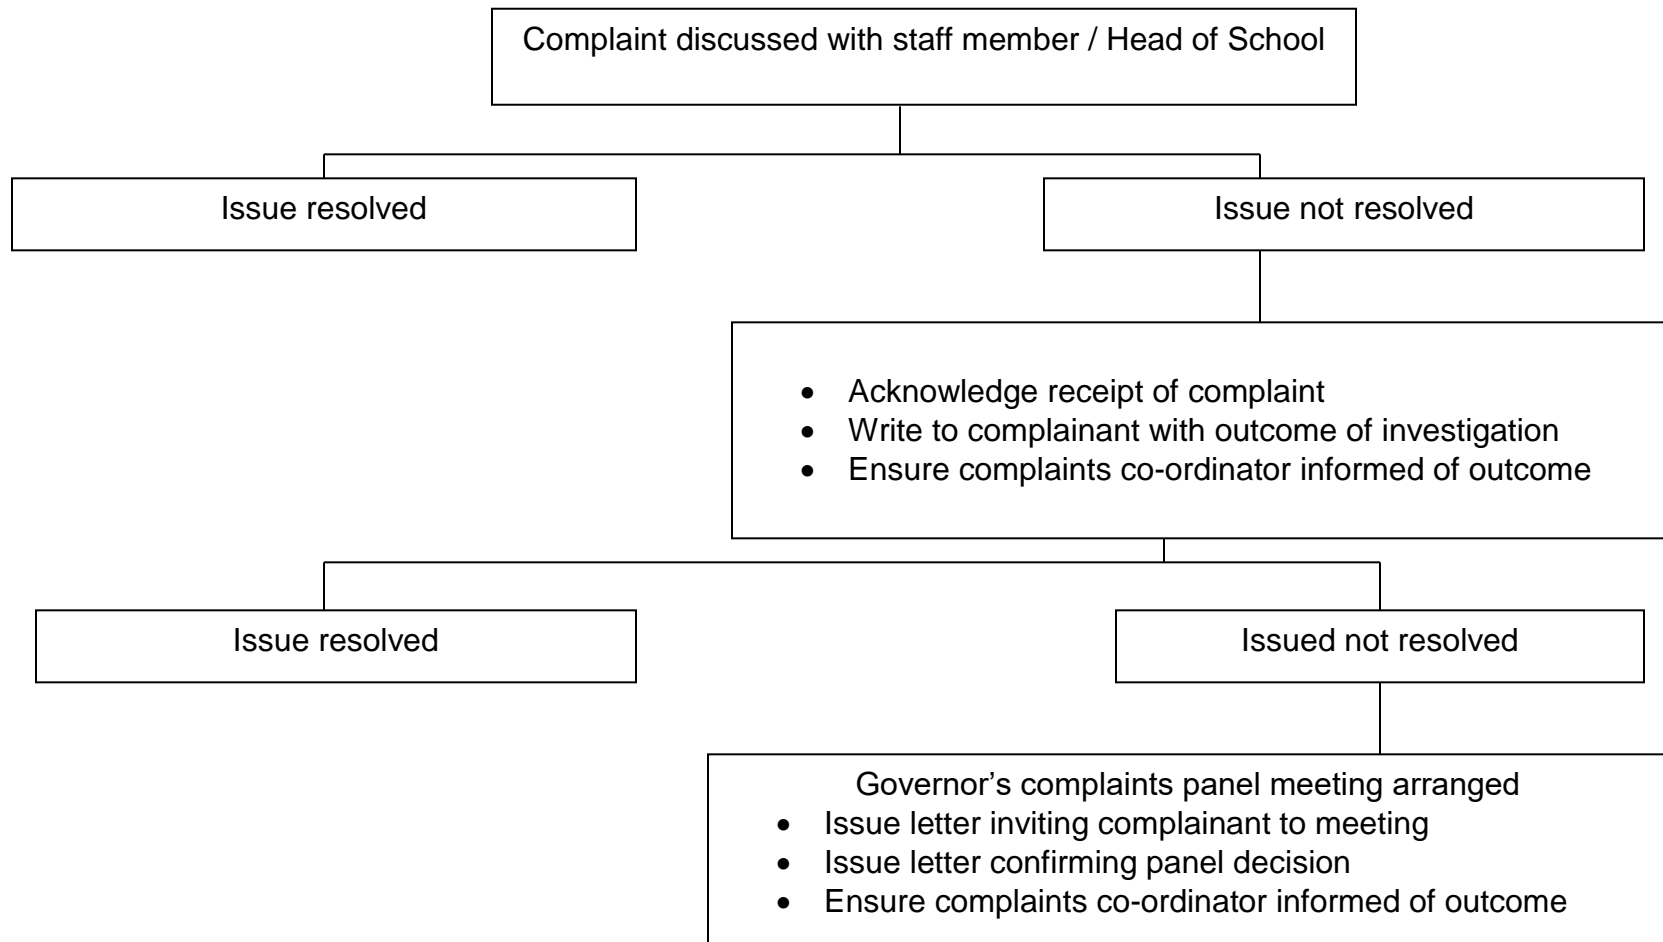 Complaint discussed with staff member / Head of School
Issue resolved
Issue not resolved
• Acknowledge receipt of complaint
• Write to complainant with outcome of investigation
• Ensure complaints co-ordinator informed of outcome
Issue resolved
Issued not resolved
Governor’s complaints panel meeting arranged
• Issue letter inviting complainant to meeting
• Issue letter confirming panel decision
• Ensure complaints co-ordinator informed of outcome